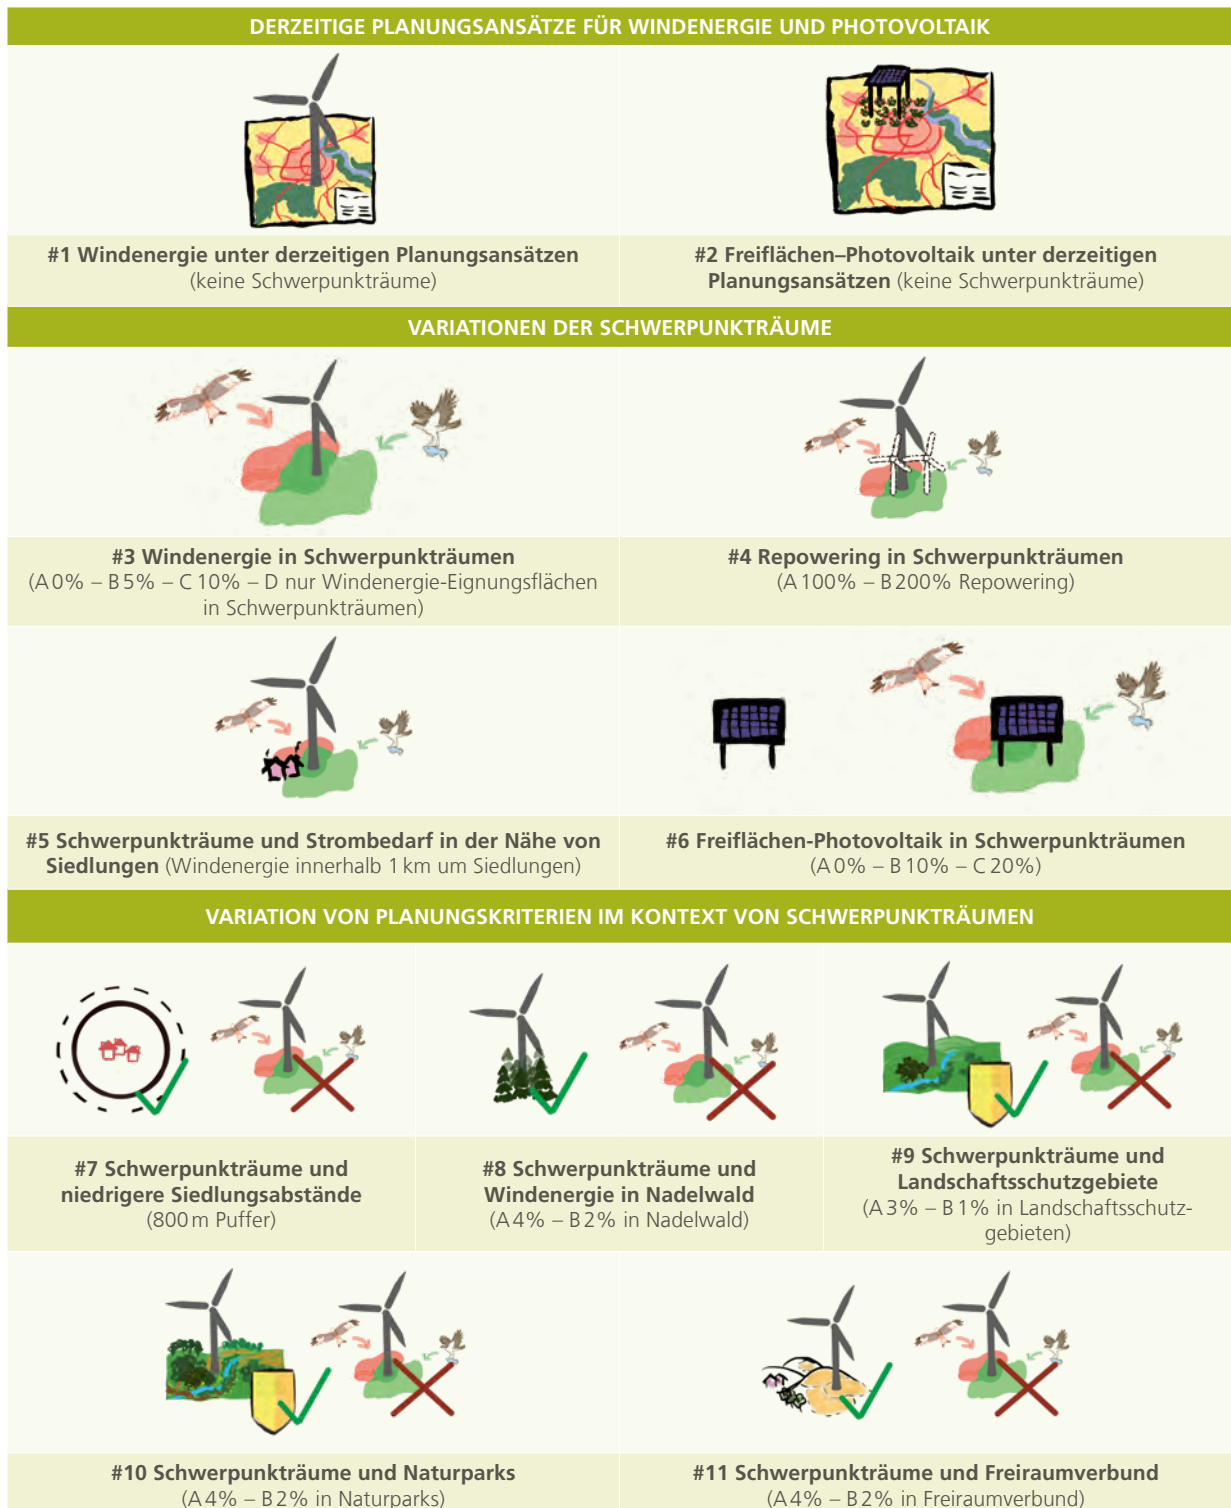 DERZEITIGE PLANUNGSANSÄTZE FÜR WINDENERGIE UND PHOTOVOLTAIK
#1 Windenergie unter derzeitigen Planungsansätzen
(keine Schwerpunkträume)
#2 Freiflächen–Photovoltaik unter derzeitigen
Planungsansätzen (keine Schwerpunkträume)
VARIATIONEN DER SCHWERPUNKTRÄUME
#3 Windenergie in Schwerpunkträumen
(A 0% – B 5% – C 10% – D nur Windenergie-Eignungsflächen
in Schwerpunkträumen)
#4 Repowering in Schwerpunkträumen
(A 100% – B 200% Repowering)
#5 Schwerpunkträume und Strombedarf in der Nähe von
Siedlungen (Windenergie innerhalb 1 km um Siedlungen)
#6 Freiflächen-Photovoltaik in Schwerpunkträumen
(A 0% – B 10% – C 20%)
VARIATION VON PLANUNGSKRITERIEN IM KONTEXT VON SCHWERPUNKTRÄUMEN
#7 Schwerpunkträume und
niedrigere Siedlungsabstände
(800 m Puffer)
#8 Schwerpunkträume und
Windenergie in Nadelwald
(A 4% – B 2% in Nadelwald)
#9 Schwerpunkträume und
Landschaftsschutzgebiete
(A 3% – B 1% in Landschaftsschutz-
gebieten)
#10 Schwerpunkträume und Naturparks
(A 4% – B 2% in Naturparks)
#11 Schwerpunkträume und Freiraumverbund
(A 4% – B 2% in Freiraumverbund)